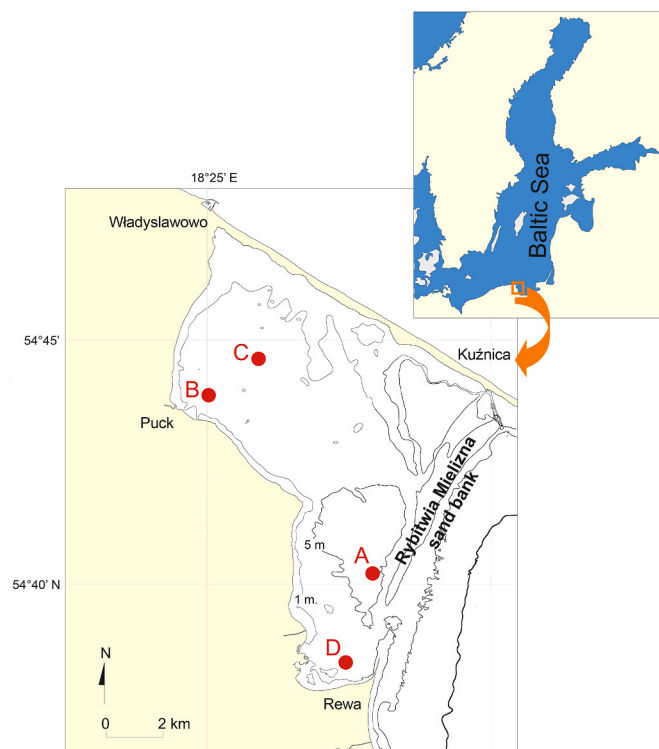 Baltic Sea
18°25' E
Władyslawowo
54°45'
Kuźnica
C
B
Puck
Rybitwia Mielizna
sand bank
5 m
A
54°40' N
1 m.
N
D
Rewa
0 2 km